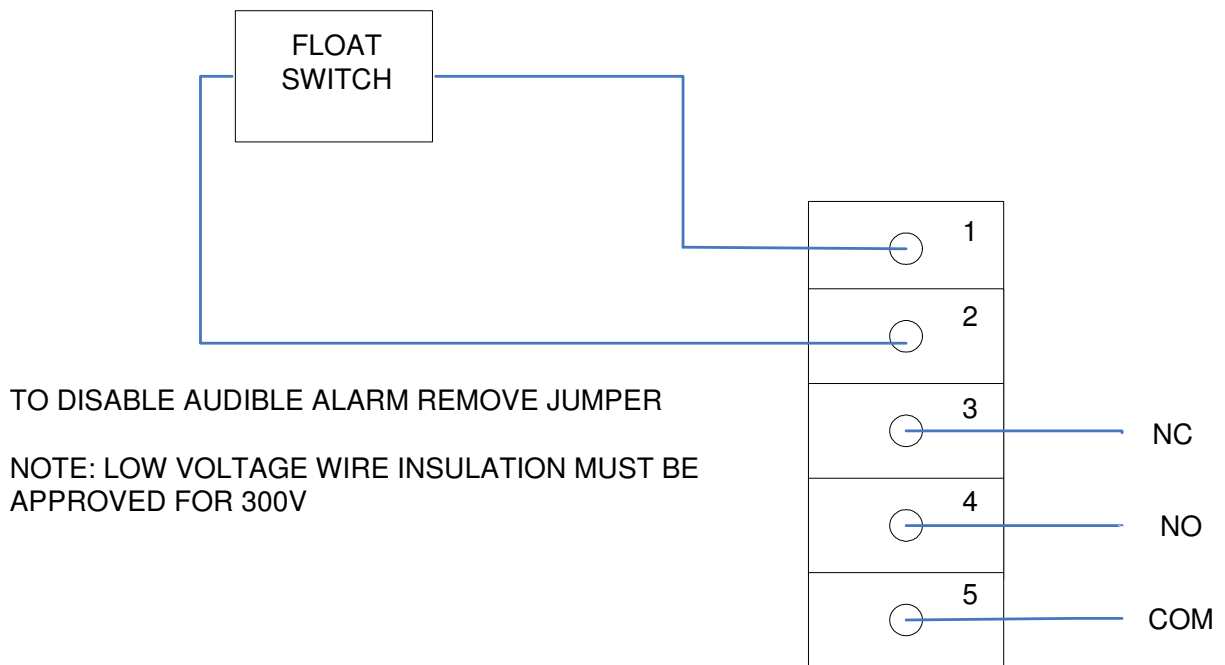 FLOAT
SWITCH
1
2
TO DISABLE AUDIBLE ALARM REMOVE JUMPER
3
NC
NOTE: LOW VOLTAGE WIRE INSULATION MUST BE
APPROVED FOR 300V
4
NO
5
COM